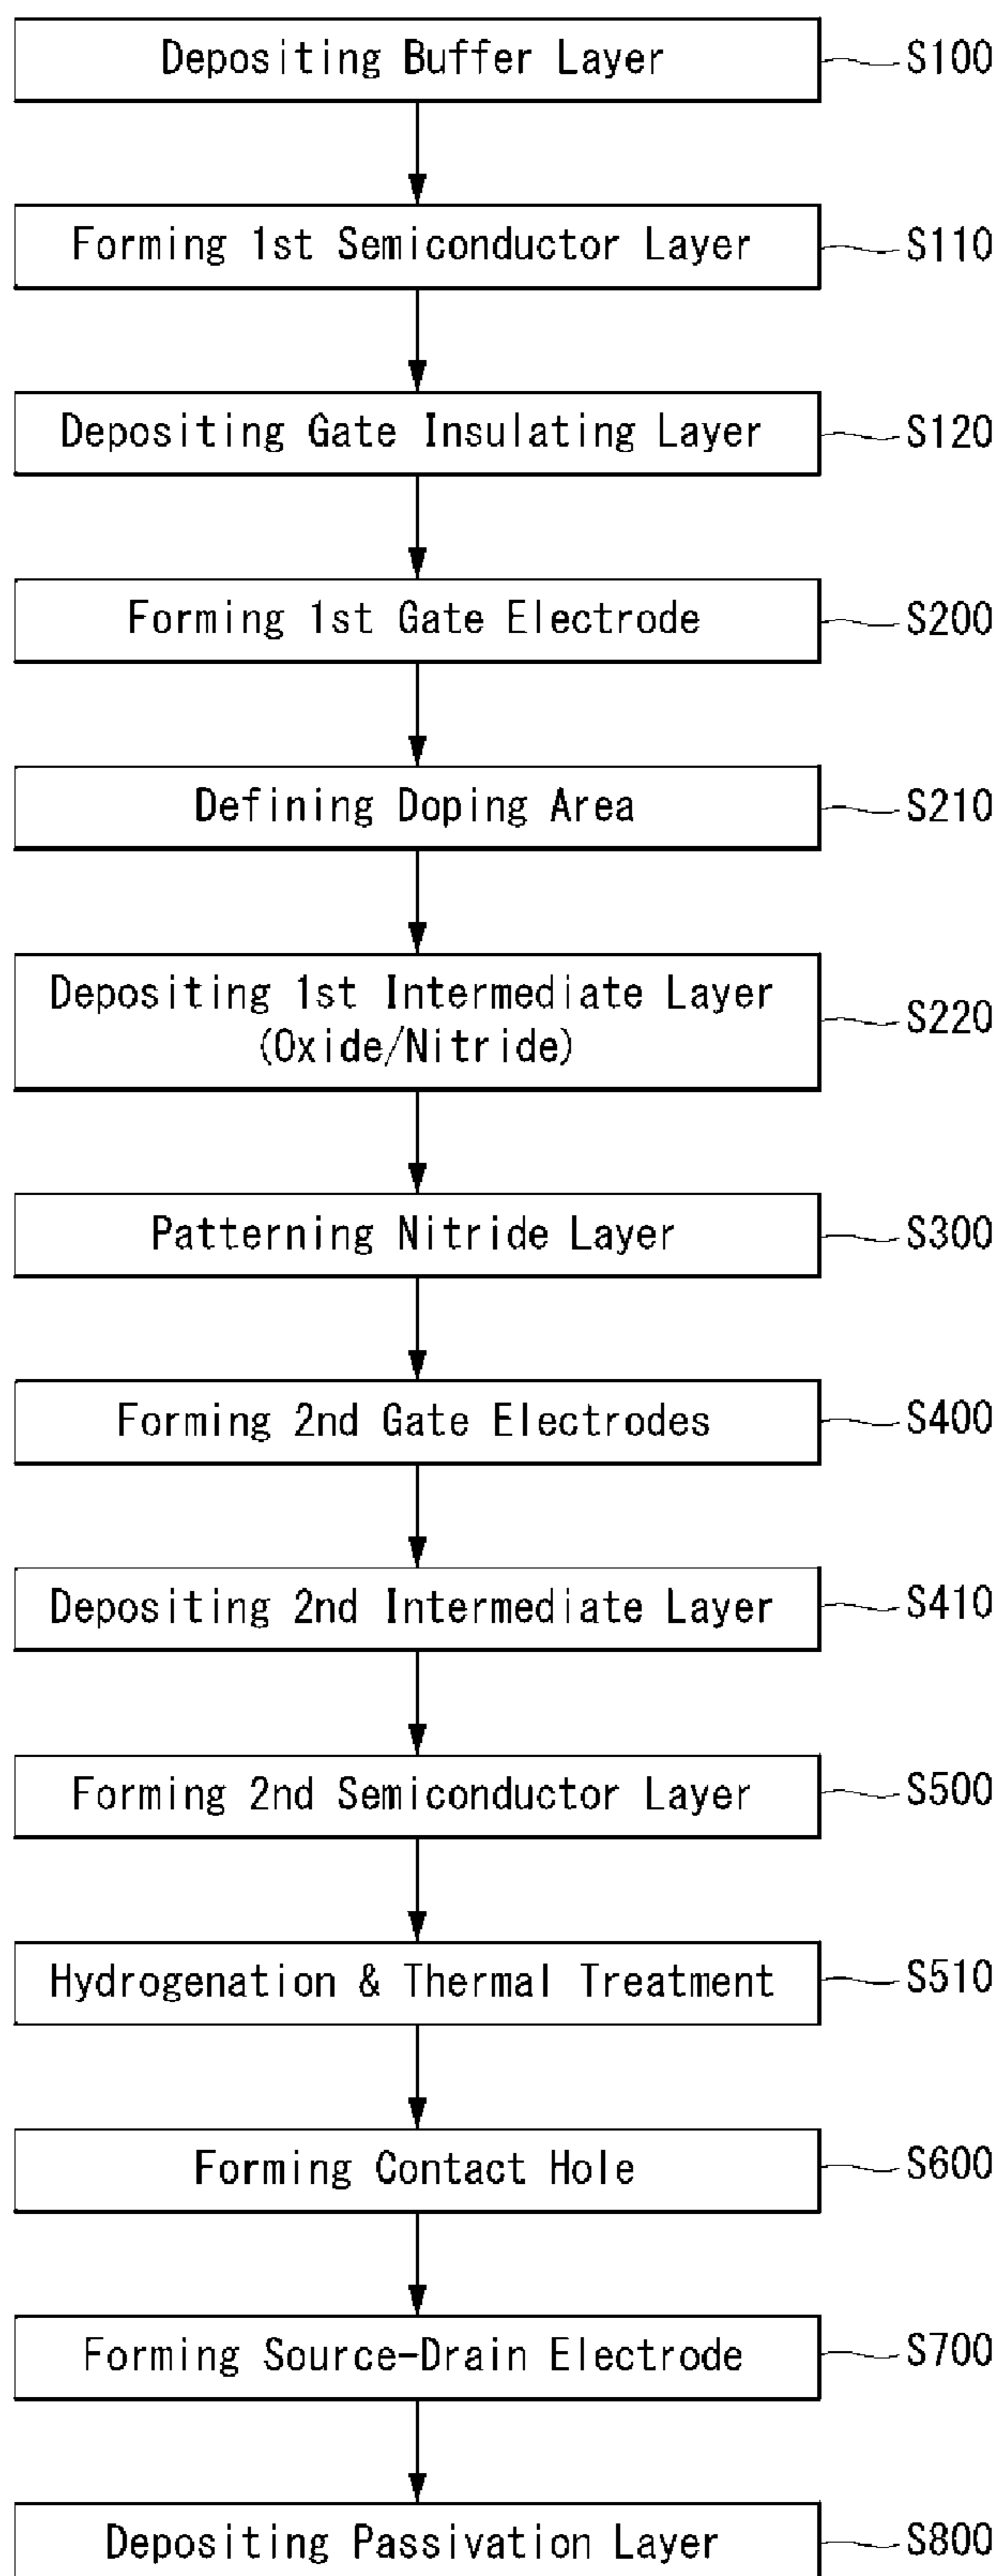 Depositing Buffer Layer S100
Forming 1st Semiconductor Layer S110
Depositing Gate Insulating Layer S120
Forming 1st Gate Electrode S200
Defining Doping Area S210
Depositing 1st Intermediate Layer
(Oxide/Nitride) S220
Patterning Nitride Layer S300
Forming 2nd Gate Electrodes S400
Depositing 2nd Intermediate Layer S410
Forming 2nd Semiconductor Layer S500
Hydrogenation & Thermal Treatment S510
Forming Contact Hole S600
Forming Source-Drain Electrode S700
Depositing Passivation Layer S800